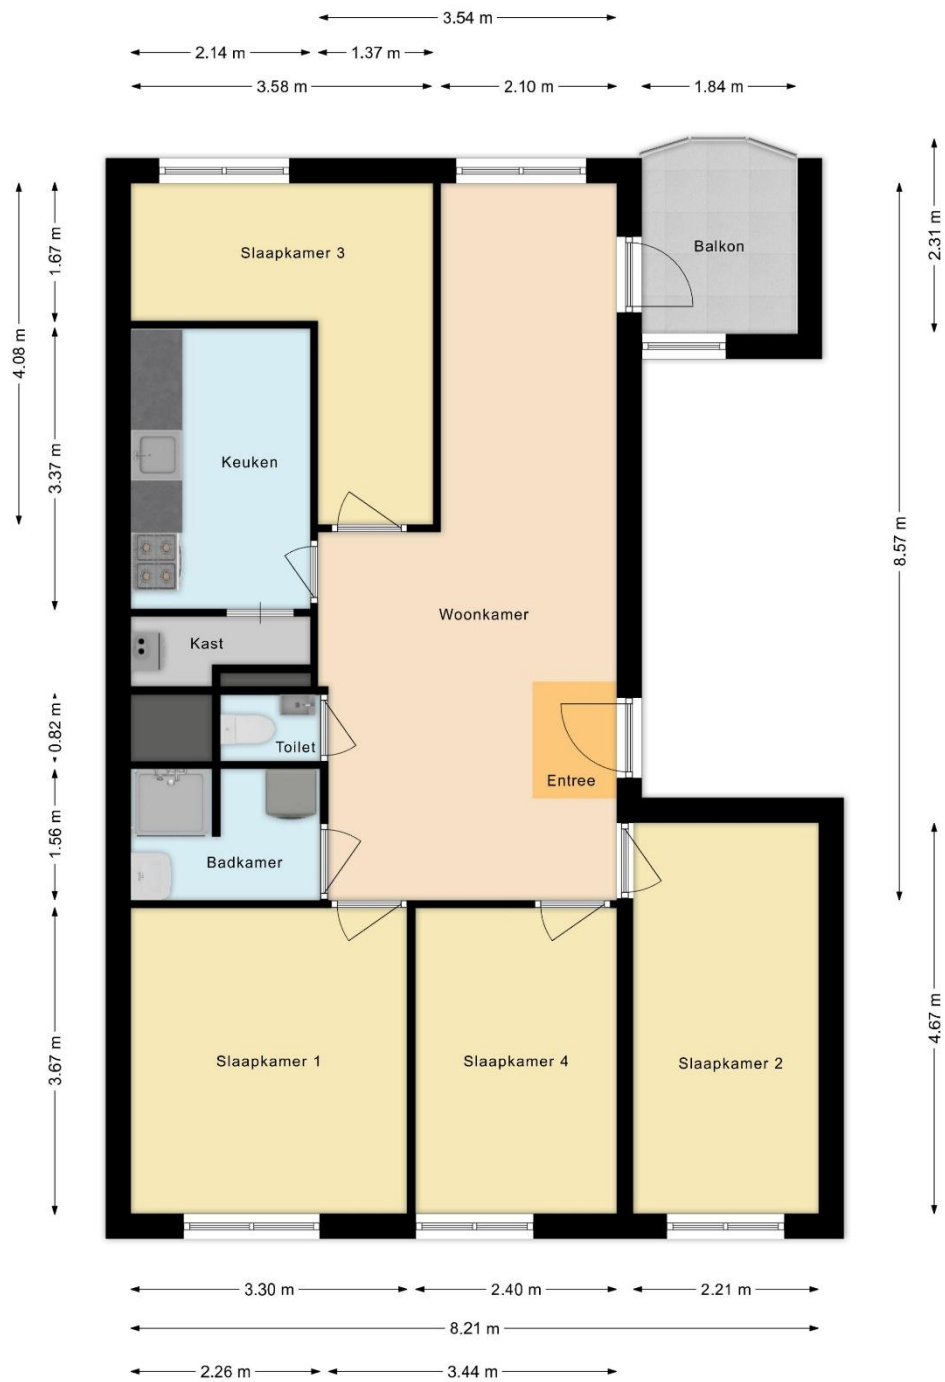 3.54 m
2.14 m
1.37 m
3.58 m
2.10 m
1.84 m
1.67 m
4.08 m
3.37 m
0.82 m
1.56 m
3.67 m
2.31 m
8.57 m
4.67 m
Slaapkamer 3
Balkon
Keuken
Woonkamer
Kast
Toilet
Entree
Badkamer
Slaapkamer 1
Slaapkamer 4
Slaapkamer 2
3.30 m
2.40 m
2.21 m
8.21 m
2.26 m
3.44 m